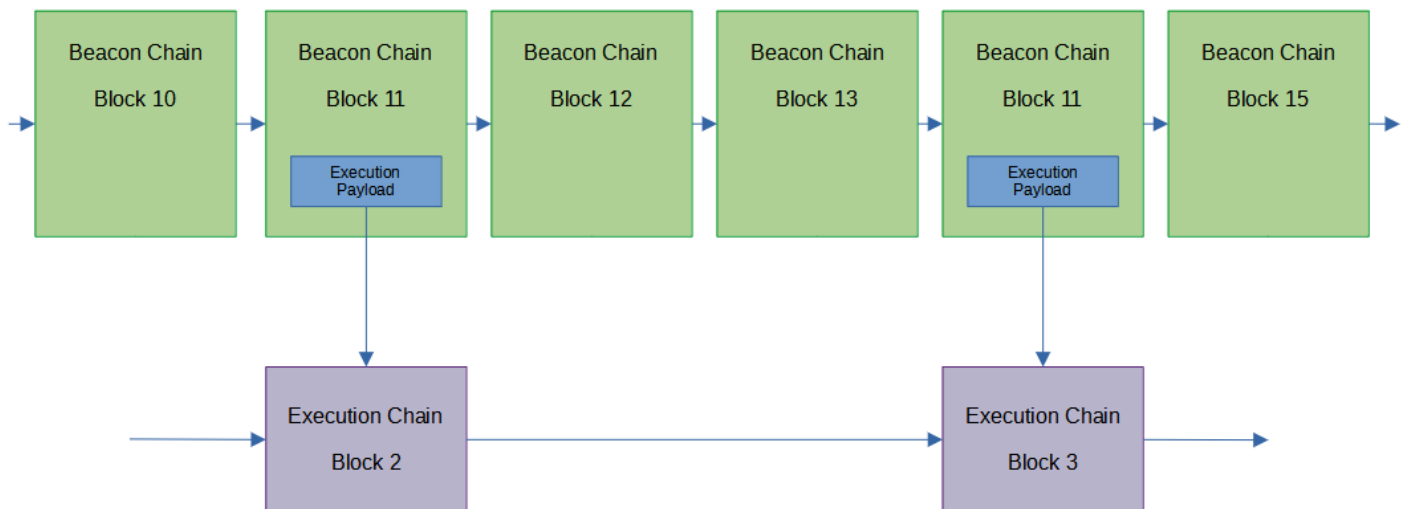 Beacon Chain
Block 10
Beacon Chain
Block 11
Execution
Payload
Beacon Chain
Block 12
Beacon Chain
Block 13
Beacon Chain
Block 11
Execution
Payload
Beacon Chain
Block 15
Execution Chain
Block 2
Execution Chain
Block 3